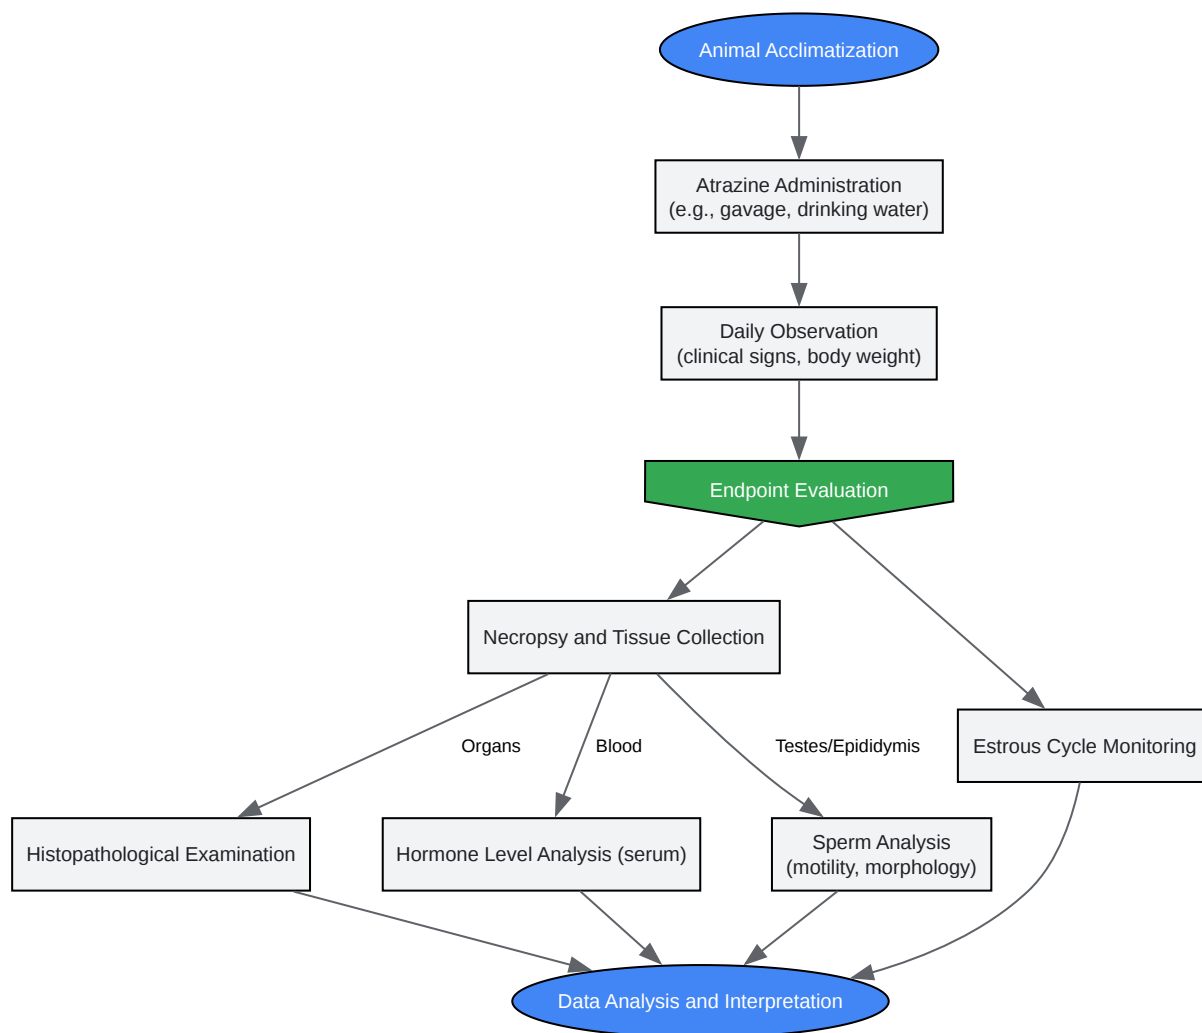 Animal Acclimatization
Atrazine Administration
(e.g., gavage, drinking water)
Daily Observation
(clinical signs, body weight)
Endpoint Evaluation
Necropsy and Tissue Collection
Estrous Cycle Monitoring
Organs
Blood
Testes/Epididymis
Histopathological Examination
Hormone Level Analysis (serum)
Sperm Analysis
(motility, morphology)
Data Analysis and Interpretation